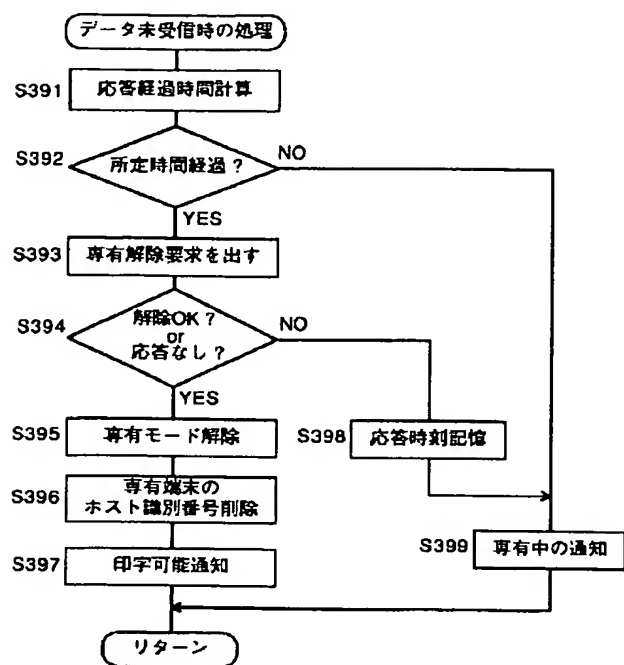 データ未受信時の処理
S391
応答経過時間計算
S392
所定時間経過？
NO
YES
S393
専有解除要求を出す
S394
解除OK？
or
応答なし？
NO
YES
S395
専有モード解除
S398
応答時刻記憶
S396
専有端末の
ホスト識別番号削除
S399
専有中の通知
S397
印字可能通知
リターン